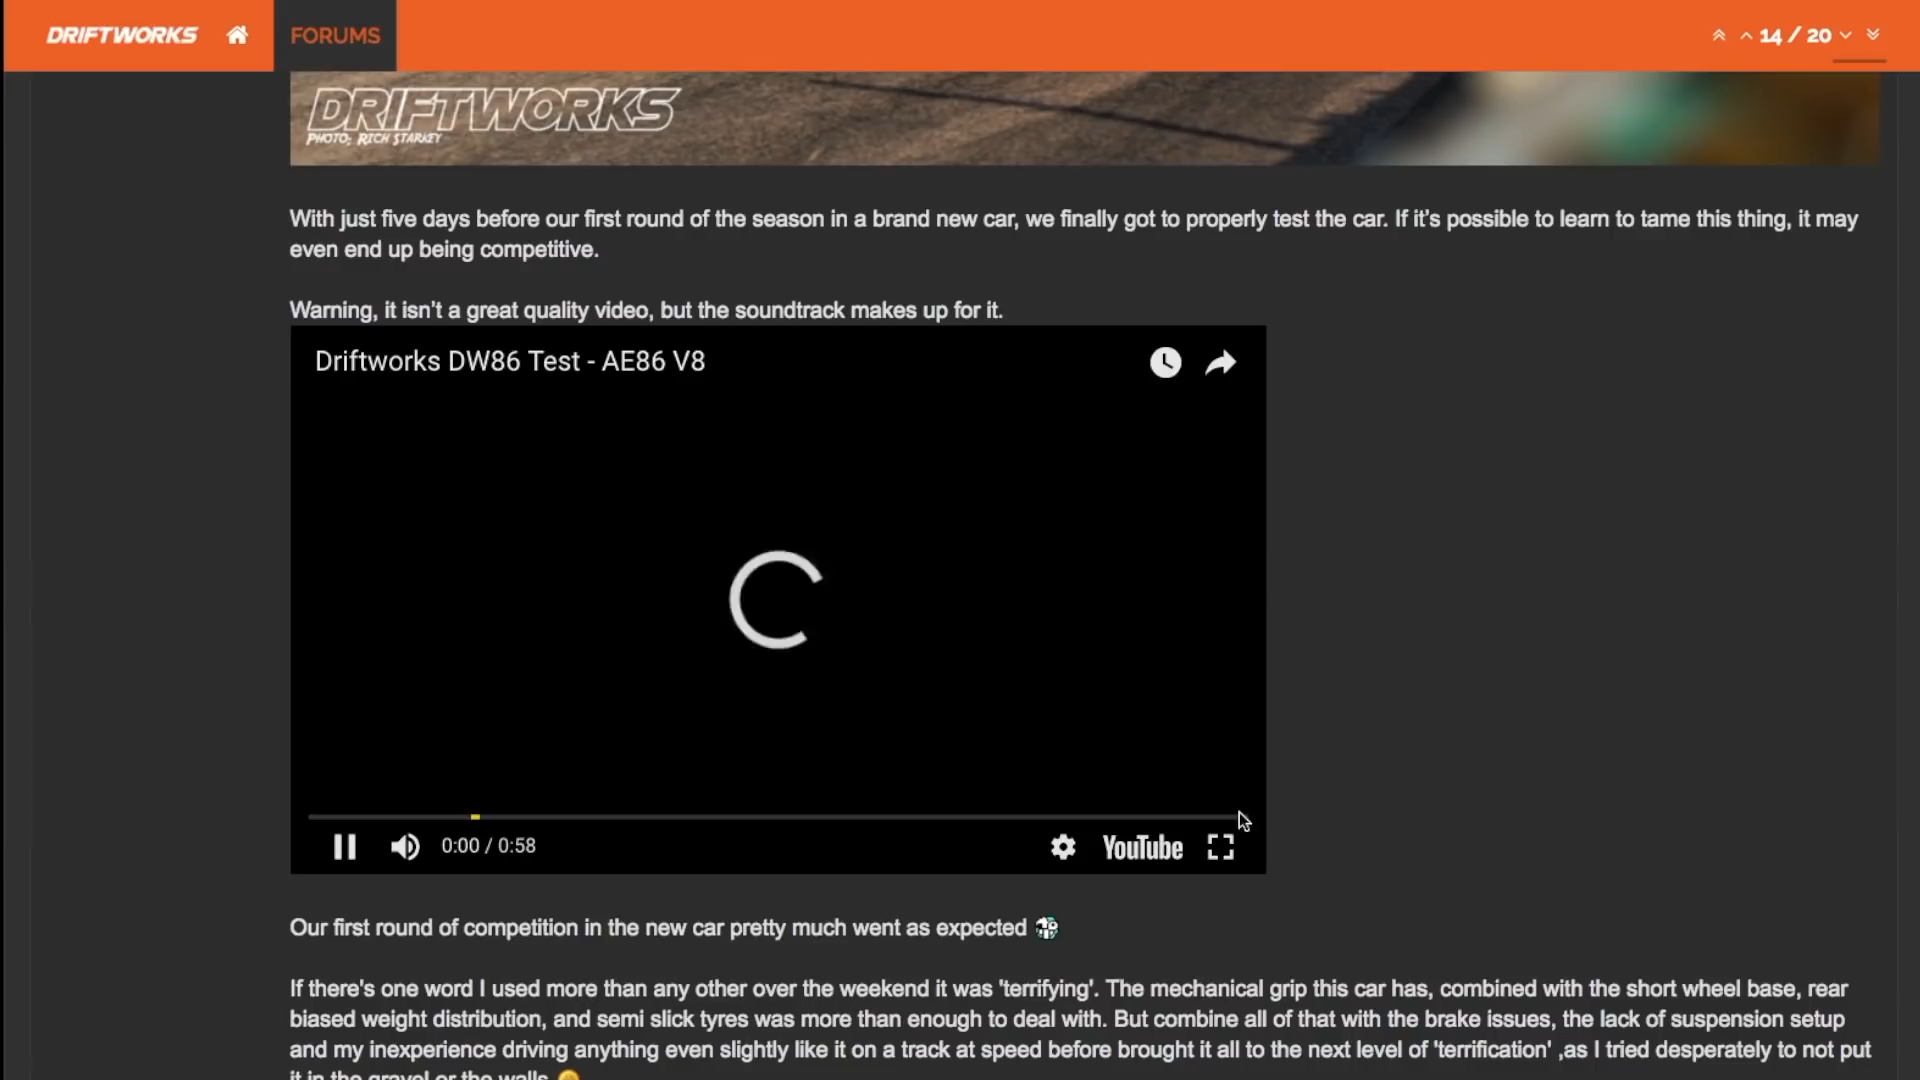 DRIFTWORKS FORUMS 14 / 20
DRIFTWORKS
PHOTO; RICH STARKEY
With just five days before our first round of the season in a brand new car, we finally got to properly test the car. If it's possible to learn to tame this thing, it may
even end up being competitive.
Warning, it isn't a great quality video, but the soundtrack makes up for it.
Driftworks DW86 Test - AE86 V8
0:00 / 0:58 YouTube
Our first round of competition in the new car pretty much went as expected
If there's one word I used more than any other over the weekend it was 'terrifying'. The mechanical grip this car has, combined with the short wheel base, rear
biased weight distribution, and semi slick tyres was more than enough to deal with. But combine all of that with the brake issues, the lack of suspension setup
and my inexperience driving anything even slightly like it on a track at speed before brought it all to the next level of 'terrification' ,as I tried desperately to not put
it in the gravel or the walls